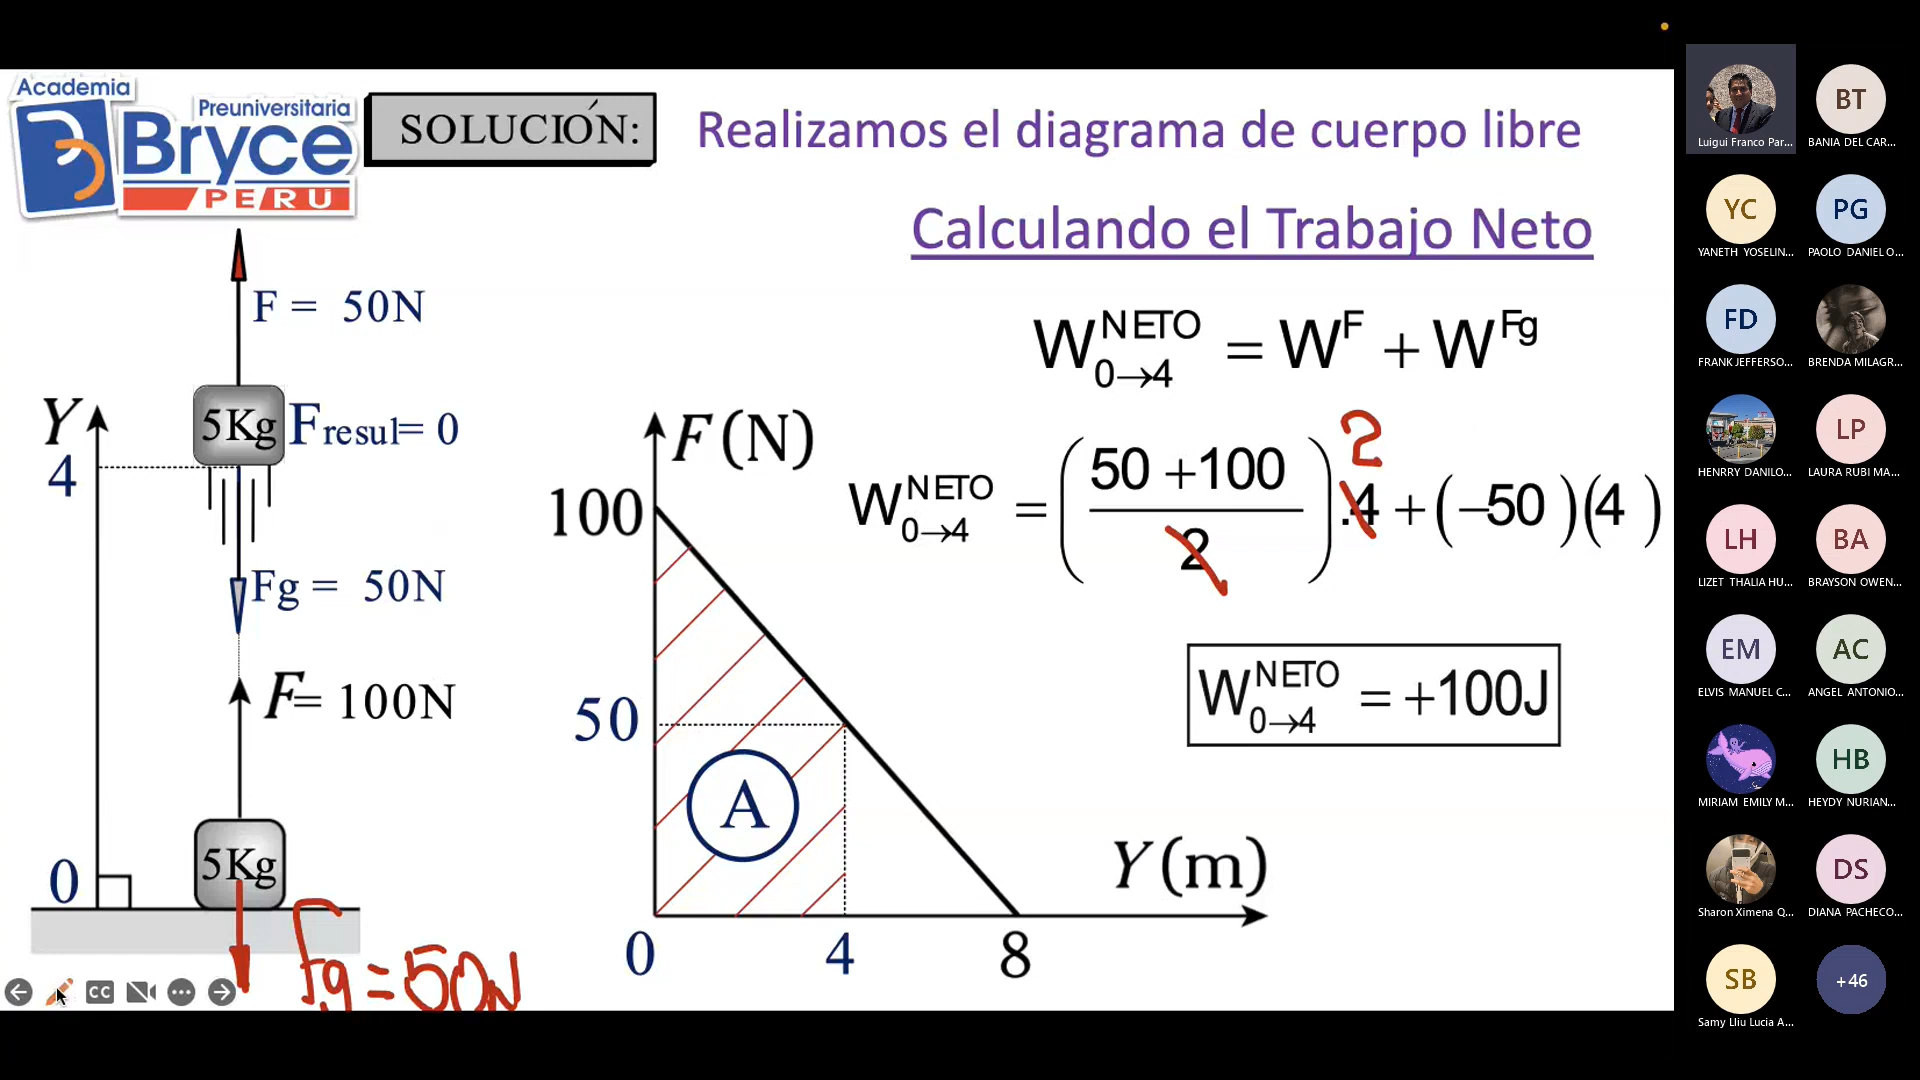 Academia
Preuniversitaria
Bryce
PERÚ
SOLUCIÓN:
Realizamos el diagrama de cuerpo libre
Calculando el Trabajo Neto
F = 50N
W NETO 0→4 = W F + W Fg
Y
5Kg
F resul= 0
4
F (N)
2
W NETO 0→4 = (50 +100 / 2) .4 + (−50)(4)
100
Fg = 50N
F= 100N
50
W NETO 0→4 = +100J
A
0
5Kg
Y (m)
0
4
8
Fg = 50N
CC
Luigui Franco Par...
BT
BANIA DEL CAR...
YC
YANETH YOSELIN...
PG
PAOLO DANIEL O...
FD
FRANK JEFFERSO...
BRENDA MILAGR...
HENRRY DANILO...
LP
LAURA RUBI MA...
LH
LIZET THALIA HU...
BA
BRAYSON OWEN...
EM
ELVIS MANUEL C...
AC
ANGEL ANTONIO...
MIRIAM EMILY M...
HB
HEYDY NURIAN...
Sharon Ximena Q...
DS
DIANA PACHECO...
SB
Samy Lliu Lucia A...
+46